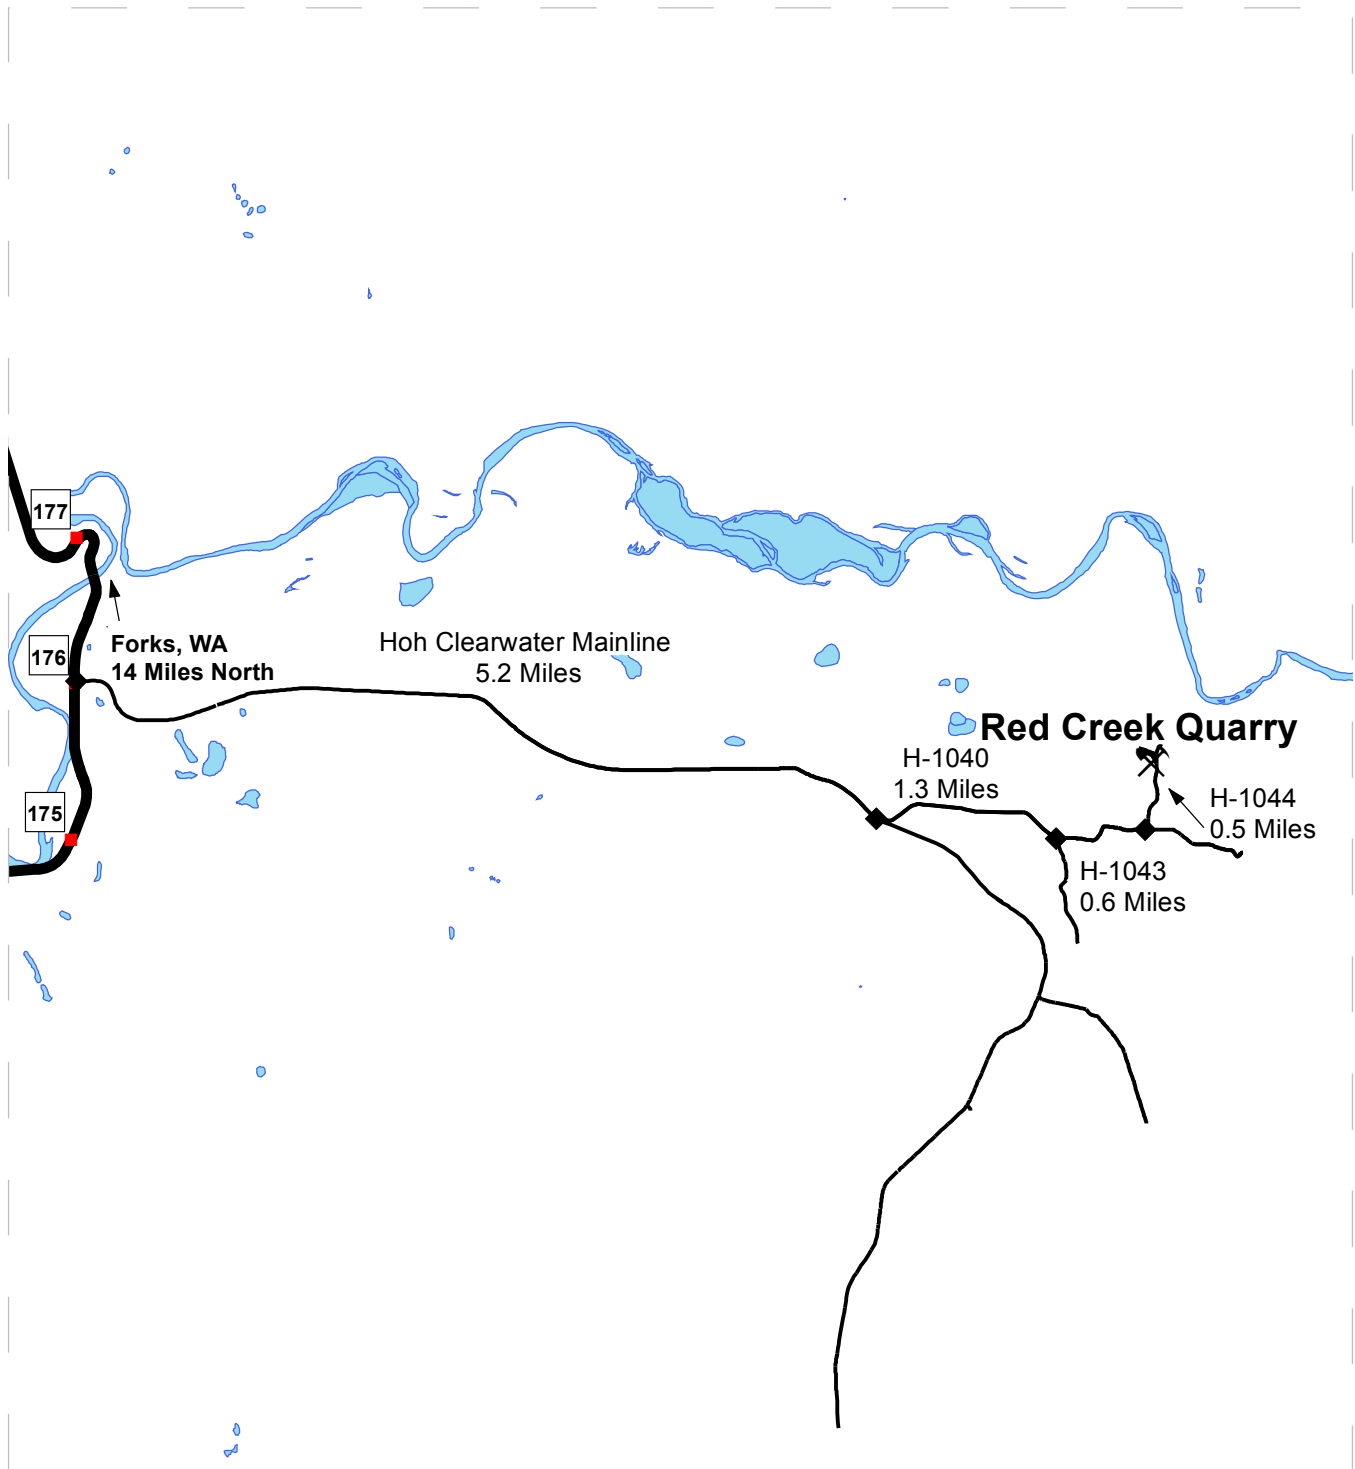 177
176
Forks, WA
14 Miles North
Hoh Clearwater Mainline
5.2 Miles
Red Creek Quarry
H-1040
1.3 Miles
H-1044
0.5 Miles
175
H-1043
0.6 Miles